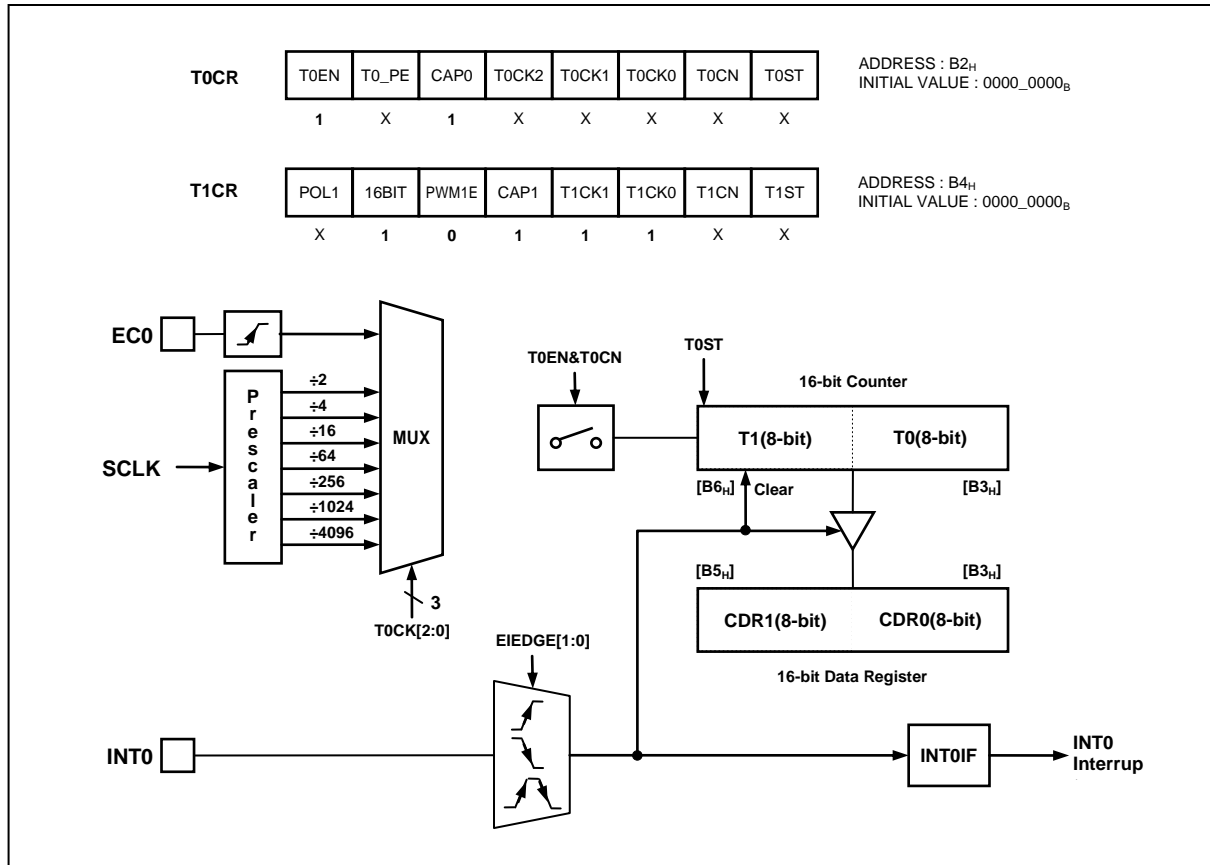 T0CR T0EN T0_PE CAP0 T0CK2 T0CK1 T0CK0 T0CN T0ST
1 X 1 X X X X X
ADDRESS : B2H
INITIAL VALUE : 0000_0000B
T1CR POL1 16BIT PWM1E CAP1 T1CK1 T1CK0 T1CN T1ST
X 1 0 1 1 1 X X
ADDRESS : B4H
INITIAL VALUE : 0000_0000B
EC0
SCLK
Prescaler
÷2
÷4
÷16
÷64
÷256
÷1024
÷4096
MUX
3
T0CK[2:0]
T0EN&T0CN
T0ST
16-bit Counter
T1(8-bit) T0(8-bit)
[B6H] Clear [B3H]
[B5H] [B3H]
CDR1(8-bit) CDR0(8-bit)
16-bit Data Register
EIEDGE[1:0]
INT0
INT0IF
INT0
Interrup